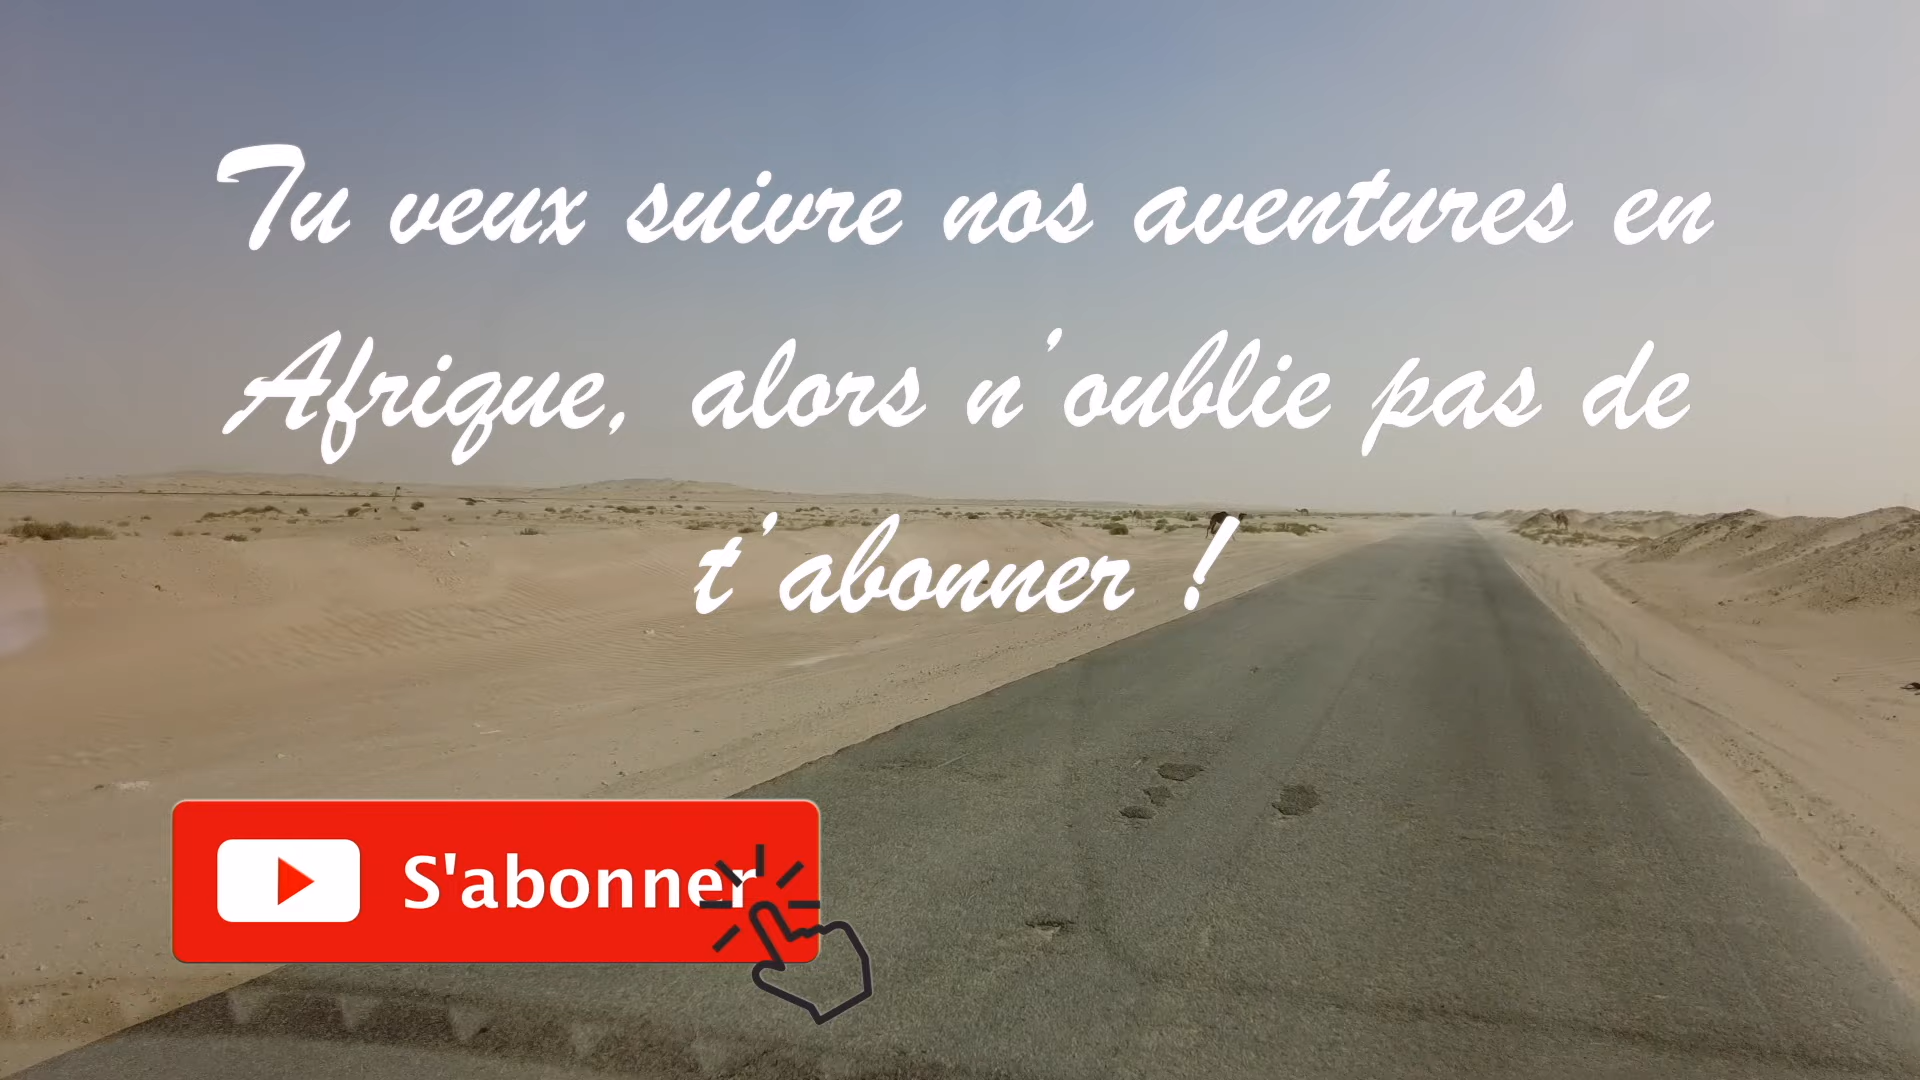 Tu veux suivre nos aventures en
Afrique, alors n'oublie pas de
t'abonner !
S'abonner